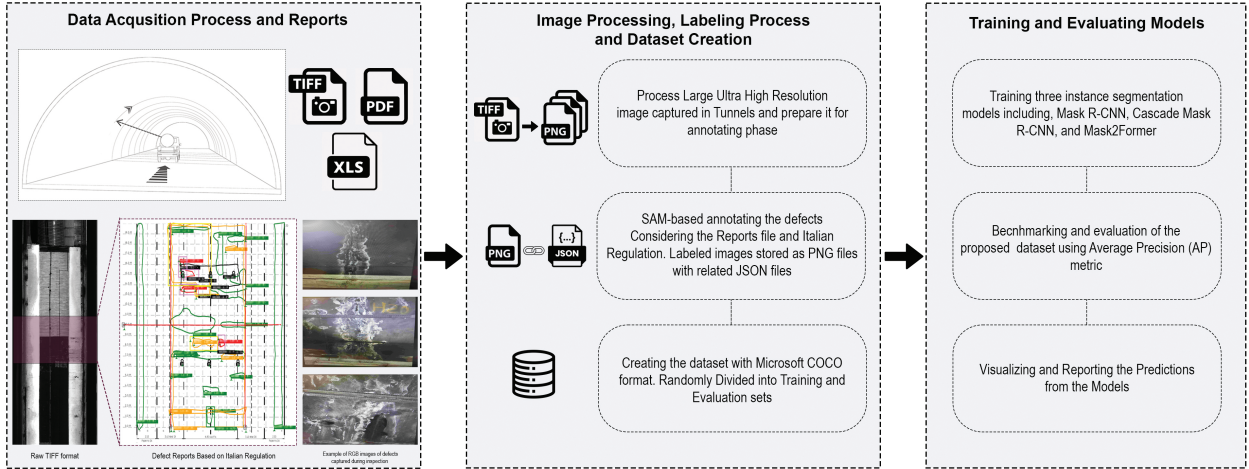 Data Acqusition Process and Reports
TIFF
PDF
XLS
Raw TIFF format
Defect Reports Based on Italian Regulation
Example of RGB images of defects
captured during inspection
Image Processing, Labeling Process
and Dataset Creation
TIFF
PNG
Process Large Ultra High Resolution
image captured in Tunnels and prepare it for
annotating phase
PNG
{...}
JSON
SAM-based annotating the defects
Considering the Reports file and Italian
Regulation. Labeled images stored as PNG files
with related JSON files
Creating the dataset with Microsoft COCO
format. Randomly Divided into Training and
Evaluation sets
Training and Evaluating Models
Training three instance segmentation
models including, Mask R-CNN, Cascade Mask
R-CNN, and Mask2Former
Becnhmarking and evaluation of the
proposed dataset using Average Precision (AP)
metric
Visualizing and Reporting the Predictions
from the Models